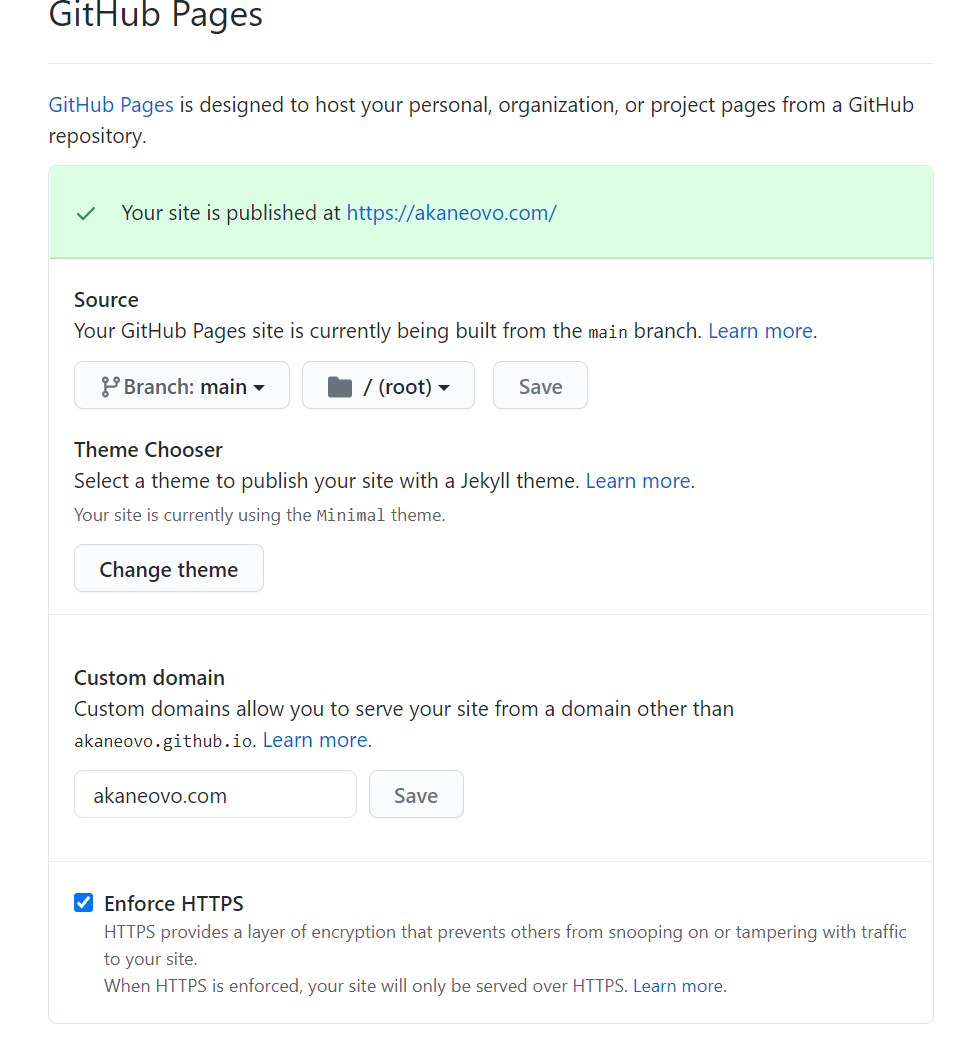 GitHub Pages
GitHub Pages is designed to host your personal, organization, or project pages from a GitHub
repository.
Your site is published at https://akaneovo.com/
Source
Your GitHub Pages site is currently being built from the main branch. Learn more.
Branch: main
/ (root)
Save
Theme Chooser
Select a theme to publish your site with a Jekyll theme. Learn more.
Your site is currently using the Minimal theme.
Change theme
Custom domain
Custom domains allow you to serve your site from a domain other than
akaneovo.github.io. Learn more.
akaneovo.com
Save
Enforce HTTPS
HTTPS provides a layer of encryption that prevents others from snooping on or tampering with traffic
to your site.
When HTTPS is enforced, your site will only be served over HTTPS. Learn more.